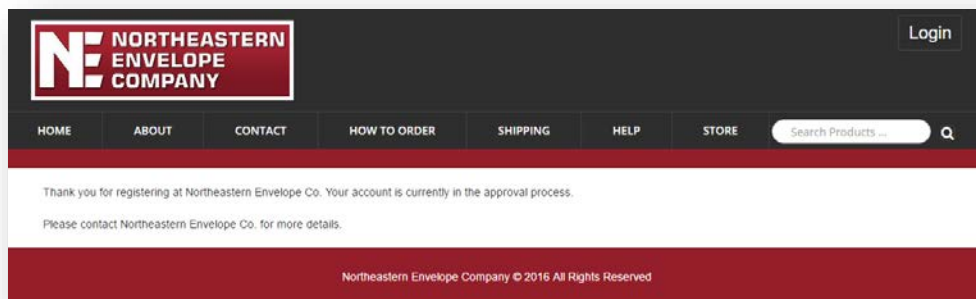 Login
NE NORTHEASTERN
ENVELOPE
COMPANY
HOME ABOUT CONTACT HOW TO ORDER SHIPPING HELP STORE Search Products ...
Thank you for registering at Northeastern Envelope Co. Your account is currently in the approval process.
Please contact Northeastern Envelope Co. for more details.
Northeastern Envelope Company © 2016 All Rights Reserved